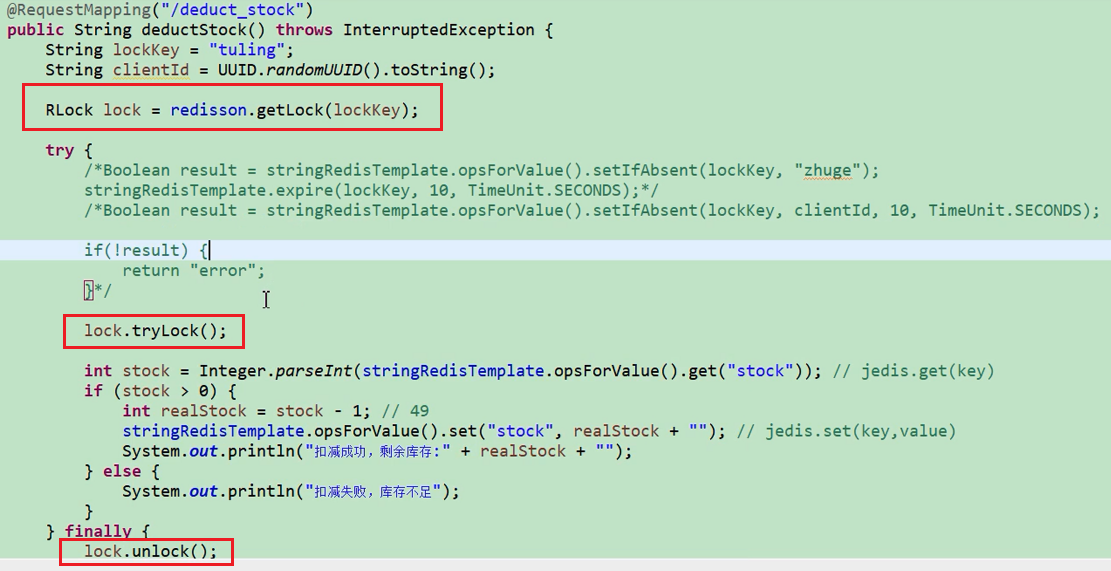 @RequestMapping("/deduct_stock")
public String deductStock() throws InterruptedException {
    String lockKey = "tuling";
    String clientId = UUID.randomUUID().toString();
    RLock lock = redisson.getLock(lockKey);
    try {
        /*Boolean result = stringRedisTemplate.opsForValue().setIfAbsent(lockKey, "zhuge");
        stringRedisTemplate.expire(lockKey, 10, TimeUnit.SECONDS);*/
        /*Boolean result = stringRedisTemplate.opsForValue().setIfAbsent(lockKey, clientId, 10, TimeUnit.SECONDS);
        if(!result) {
            return "error";
        }*/
        lock.tryLock();
        int stock = Integer.parseInt(stringRedisTemplate.opsForValue().get("stock")); // jedis.get(key)
        if (stock > 0) {
            int realStock = stock - 1; // 49
            stringRedisTemplate.opsForValue().set("stock", realStock + ""); // jedis.set(key,value)
            System.out.println("扣减成功，剩余库存:" + realStock + "");
        } else {
            System.out.println("扣减失败，库存不足");
        }
    } finally {
        lock.unlock();